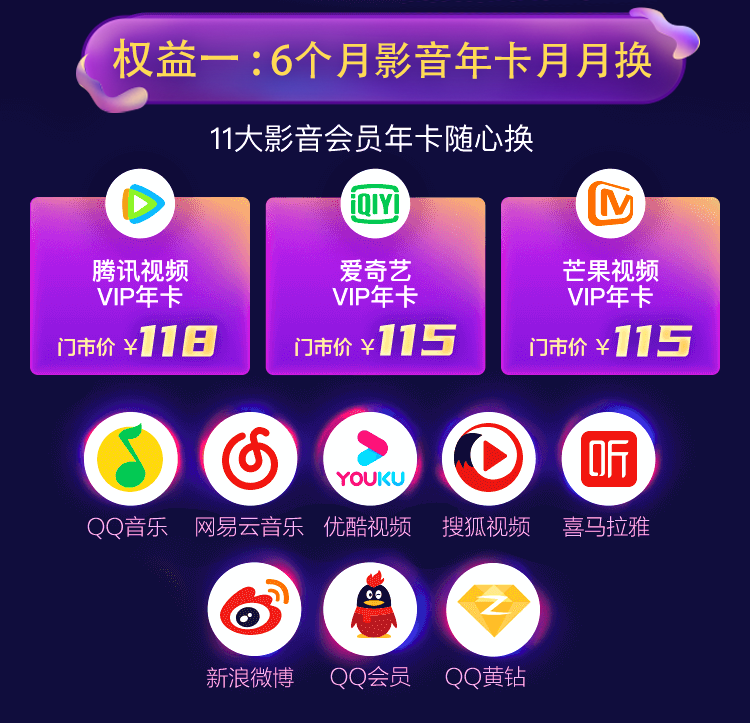 权益一：6个月影音年卡月月换
11大影音会员年卡随心换
iQIYI
腾讯视频
VIP年卡
门市价 ¥118
爱奇艺
VIP年卡
门市价 ¥115
芒果视频
VIP年卡
门市价 ¥115
YOUKU
听
QQ音乐
网易云音乐
优酷视频
搜狐视频
喜马拉雅
新浪微博
QQ会员
QQ黄钻